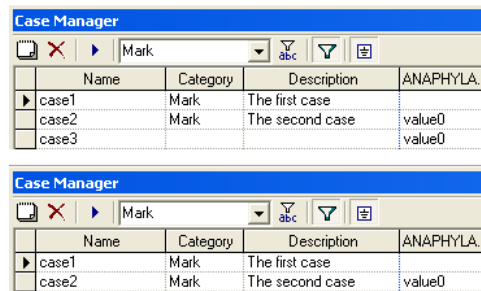 Case Manager
Mark
abc
Name Category Description ANAPHYLA.
case1 Mark The first case
case2 Mark The second case value0
case3 value0
Case Manager
Mark
abc
Name Category Description ANAPHYLA.
case1 Mark The first case
case2 Mark The second case value0